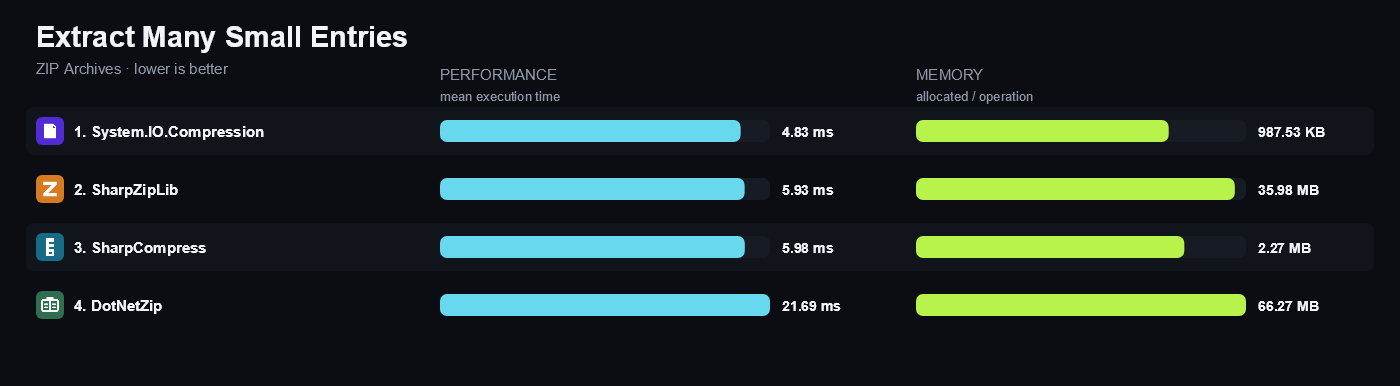 Extract Many Small Entries
ZIP Archives · lower is better
PERFORMANCE
mean execution time
MEMORY
allocated / operation
1. System.IO.Compression 4.83 ms 987.53 KB
2. SharpZipLib 5.93 ms 35.98 MB
3. SharpCompress 5.98 ms 2.27 MB
4. DotNetZip 21.69 ms 66.27 MB